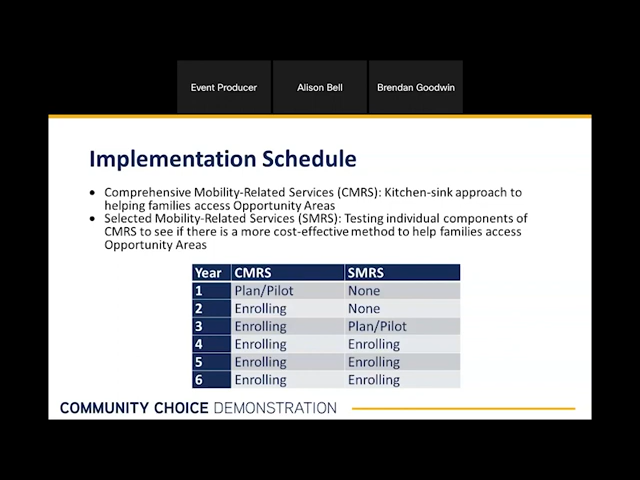 Event Producer
Alison Bell
Brendan Goodwin
Implementation Schedule
• Comprehensive Mobility-Related Services (CMRS): Kitchen-sink approach to
helping families access Opportunity Areas
• Selected Mobility-Related Services (SMRS): Testing individual components of
CMRS to see if there is a more cost-effective method to help families access
Opportunity Areas
Year CMRS SMRS
1 Plan/Pilot None
2 Enrolling None
3 Enrolling Plan/Pilot
4 Enrolling Enrolling
5 Enrolling Enrolling
6 Enrolling Enrolling
COMMUNITY CHOICE DEMONSTRATION